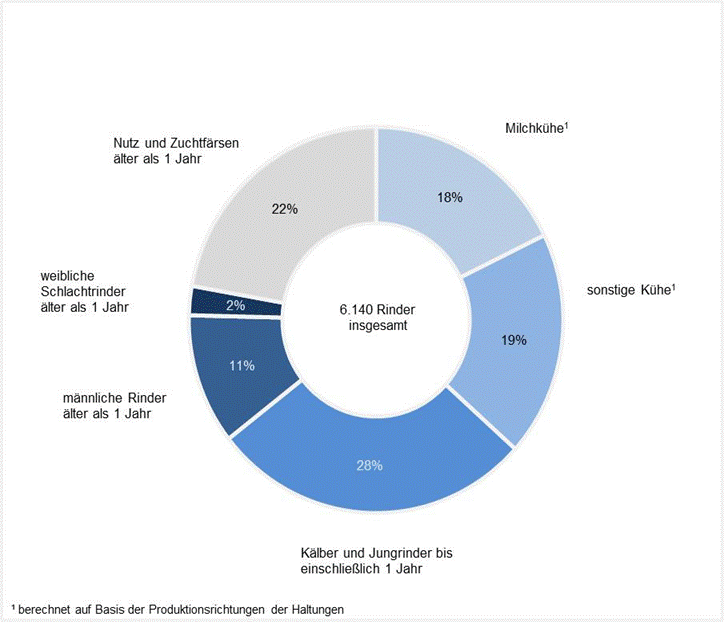 Milchkühe¹
Nutz und Zuchtfärsen
älter als 1 Jahr
18%
22%
weibliche
Schlachtrinder
älter als 1 Jahr
sonstige Kühe¹
2%
6.140 Rinder
insgesamt
19%
11%
männliche Rinder
älter als 1 Jahr
28%
Kälber und Jungrinder bis
einschließlich 1 Jahr
¹ berechnet auf Basis der Produktionsrichtungen der Haltungen